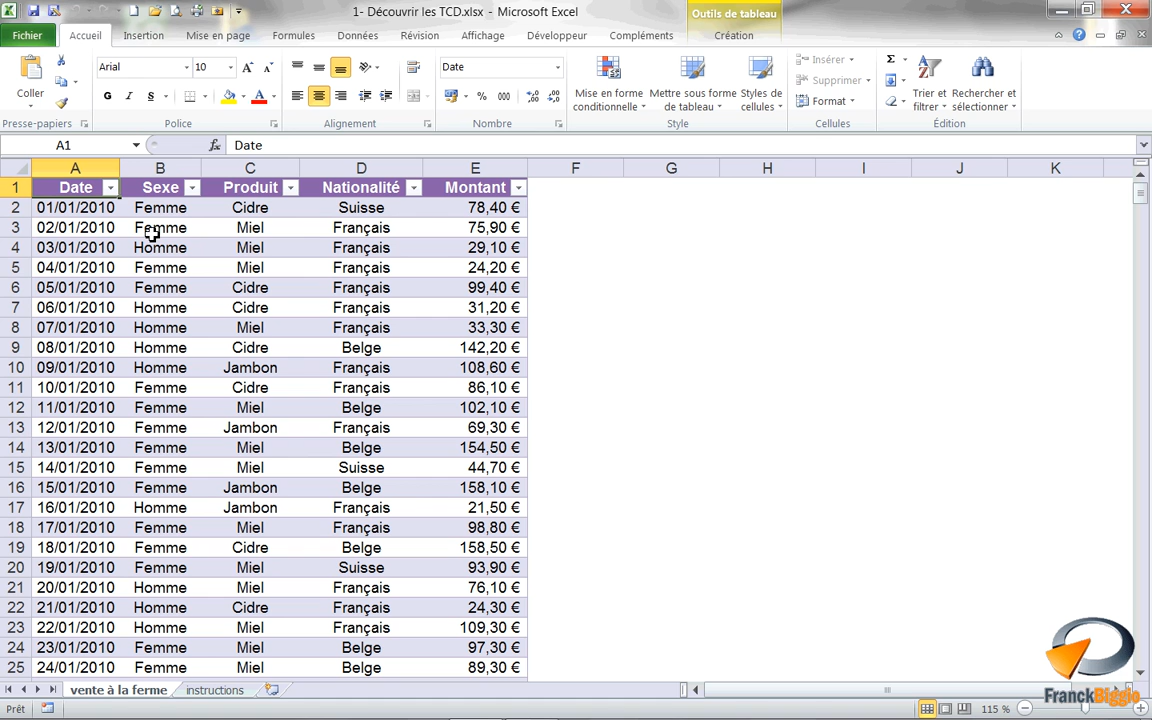 1- Découvrir les TCD.xlsx - Microsoft Excel
Outils de tableau
Fichier Accueil Insertion Mise en page Formules Données Révision Affichage Développeur Compléments Création
Arial 10 Date
Coller
G I S
% 000
Mise en forme conditionnelle
Mettre sous forme de tableau
Styles de cellules
Insérer
Supprimer
Format
Trier et filtrer
Rechercher et sélectionner
Presse-papiers Police Alignement Nombre Style Cellules Édition
A1 fx Date
A B C D E F G H I J K
1 Date Sexe Produit Nationalité Montant
2 01/01/2010 Femme Cidre Suisse 78,40 €
3 02/01/2010 Femme Miel Français 75,90 €
4 03/01/2010 Homme Miel Français 29,10 €
5 04/01/2010 Femme Miel Français 24,20 €
6 05/01/2010 Femme Cidre Français 99,40 €
7 06/01/2010 Homme Cidre Français 31,20 €
8 07/01/2010 Homme Miel Français 33,30 €
9 08/01/2010 Homme Cidre Belge 142,20 €
10 09/01/2010 Homme Jambon Français 108,60 €
11 10/01/2010 Femme Cidre Français 86,10 €
12 11/01/2010 Femme Miel Belge 102,10 €
13 12/01/2010 Femme Jambon Français 69,30 €
14 13/01/2010 Femme Miel Belge 154,50 €
15 14/01/2010 Femme Miel Suisse 44,70 €
16 15/01/2010 Femme Jambon Belge 158,10 €
17 16/01/2010 Homme Jambon Français 21,50 €
18 17/01/2010 Femme Miel Français 98,80 €
19 18/01/2010 Femme Cidre Belge 158,50 €
20 19/01/2010 Femme Miel Suisse 93,90 €
21 20/01/2010 Homme Miel Français 76,10 €
22 21/01/2010 Homme Cidre Français 24,30 €
23 22/01/2010 Homme Miel Français 109,30 €
24 23/01/2010 Femme Miel Belge 97,30 €
25 24/01/2010 Femme Miel Belge 89,30 €
vente à la ferme instructions
FranckBiggio
Prêt 115 %